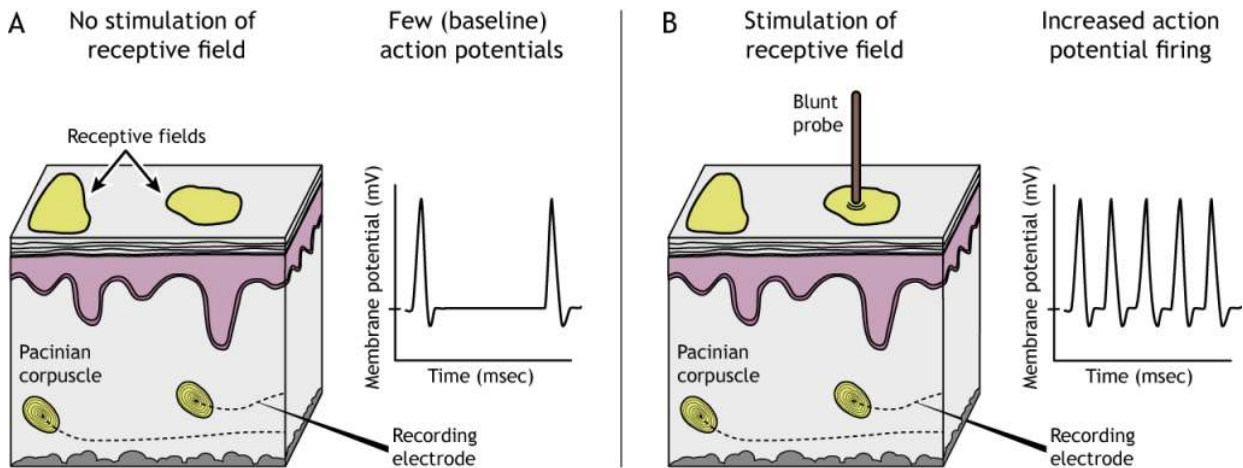 A
No stimulation of
receptive field
Few (baseline)
action potentials
Receptive fields
Membrane potential (mV)
Time (msec)
Pacinian
corpuscle
Recording
electrode
B
Stimulation of
receptive field
Increased action
potential firing
Blunt
probe
Membrane potential (mV)
Time (msec)
Pacinian
corpuscle
Recording
electrode